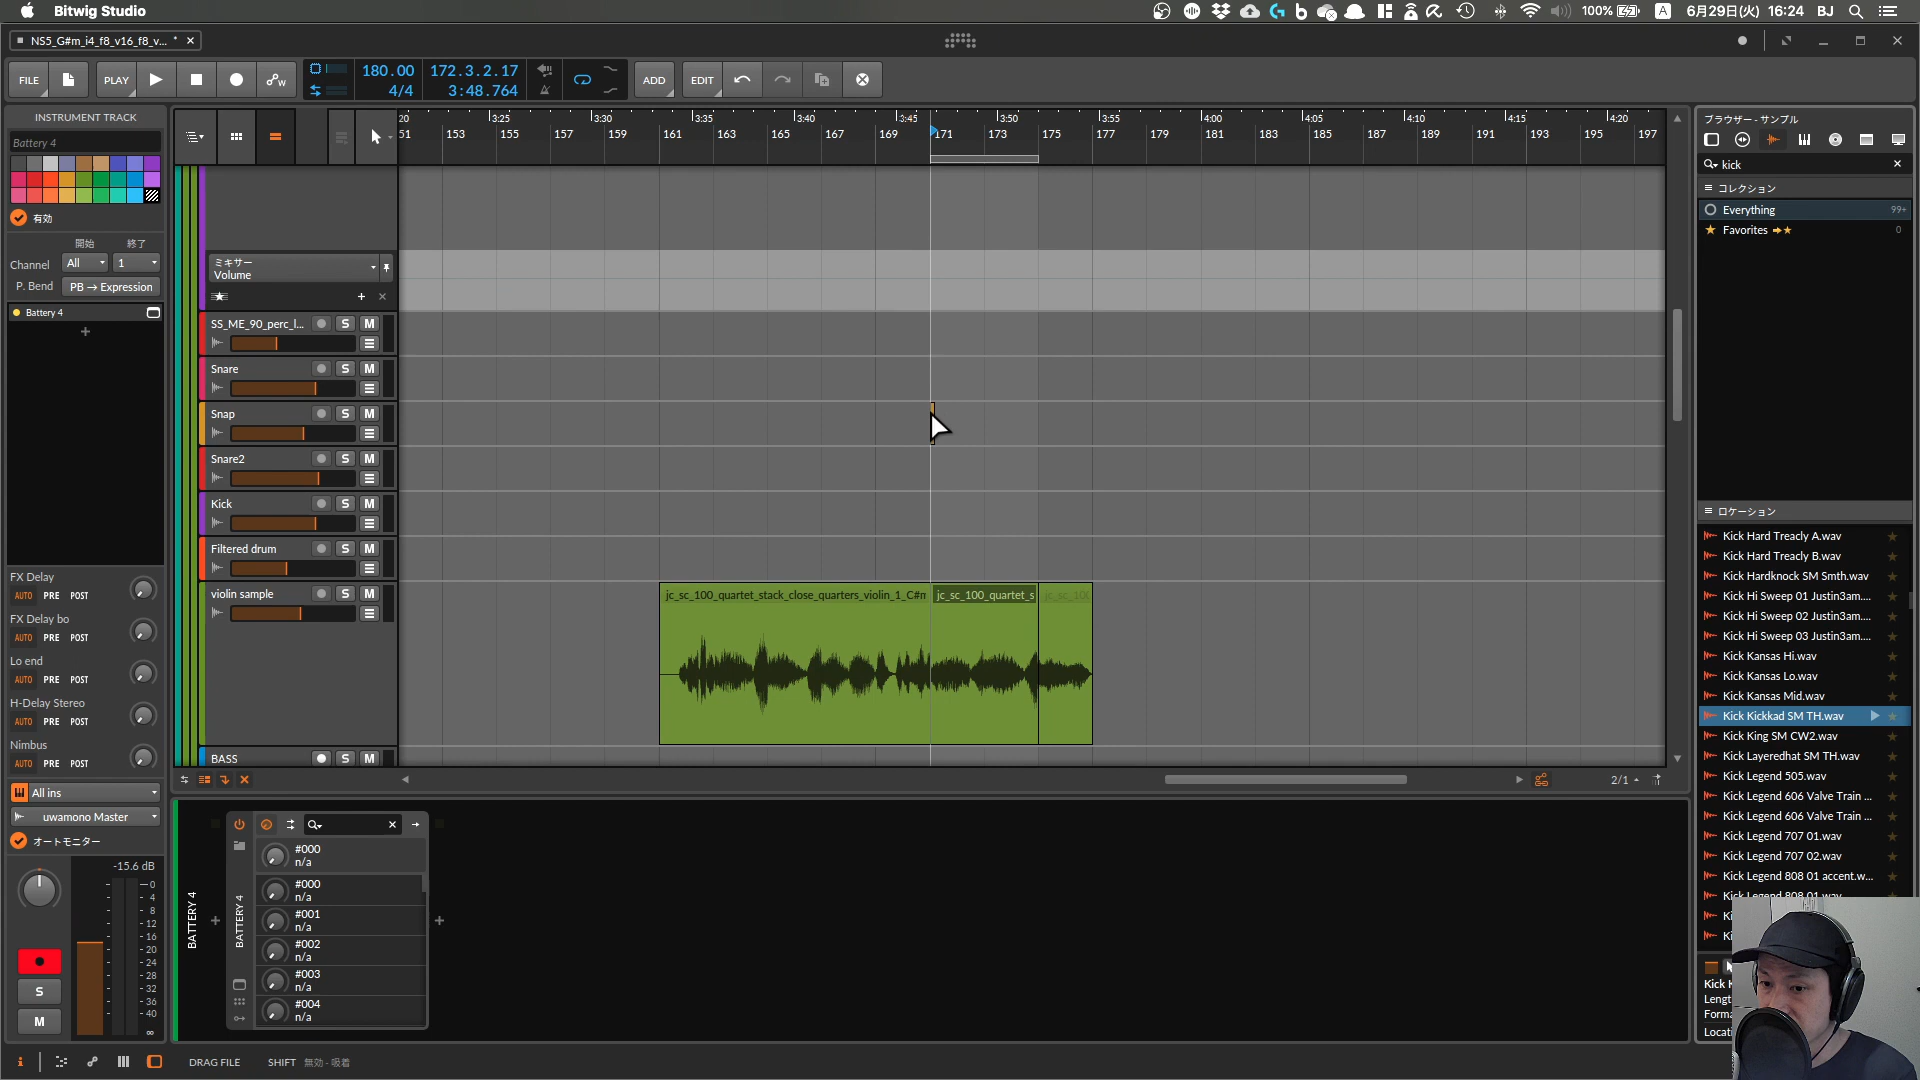 Bitwig Studio
100%
A
6月29日(火) 16:24 BJ
NS5_G#m_i4_f8_v16_f8_v... *
FILE
PLAY
180.00
4/4
172.3.2.17
3:48.764
ADD
EDIT
INSTRUMENT TRACK
Battery 4
有効
開始 終了
Channel All 1
P. Bend PB → Expression
Battery 4
FX Delay
AUTO PRE POST
FX Delay bo
AUTO PRE POST
Lo end
AUTO PRE POST
H-Delay Stereo
AUTO PRE POST
Nimbus
AUTO PRE POST
All ins
uwamono Master
オートモニター
-15.6 dB
0
4
8
12
16
20
24
28
32
36
40
∞
S
M
20 3:25 3:30 3:35 3:40 3:45 3:50 3:55 4:00 4:05 4:10 4:15 4:20
51 153 155 157 159 161 163 165 167 169 171 173 175 177 179 181 183 185 187 189 191 193 195 197
ミキサー
Volume
SS_ME_90_perc_l... S M
Snare S M
Snap S M
Snare2 S M
Kick S M
Filtered drum S M
violin sample S M
jc_sc_100_quartet_stack_close_quarters_violin_1_C#m
jc_sc_100_quartet_s
jc_sc_100
BASS S M
2/1
BATTERY 4
BATTERY 4
#000
n/a
#000
n/a
#001
n/a
#002
n/a
#003
n/a
#004
n/a
DRAG FILE SHIFT 無効 - 吸着
ブラウザー - サンプル
kick
コレクション
Everything 99+
Favorites 0
ロケーション
Kick Hard Treacly A.wav
Kick Hard Treacly B.wav
Kick Hardknock SM Smth.wav
Kick Hi Sweep 01 Justin3am....
Kick Hi Sweep 02 Justin3am....
Kick Hi Sweep 03 Justin3am....
Kick Kansas Hi.wav
Kick Kansas Lo.wav
Kick Kansas Mid.wav
Kick Kickkad SM TH.wav
Kick King SM CW2.wav
Kick Layeredhat SM TH.wav
Kick Legend 505.wav
Kick Legend 606 Valve Train ...
Kick Legend 606 Valve Train ...
Kick Legend 707 01.wav
Kick Legend 707 02.wav
Kick Legend 808 01 accent.w...
Kick Legend 808 01.wav
Ki
Ki
Kick K
Lengt
Forma
Locati